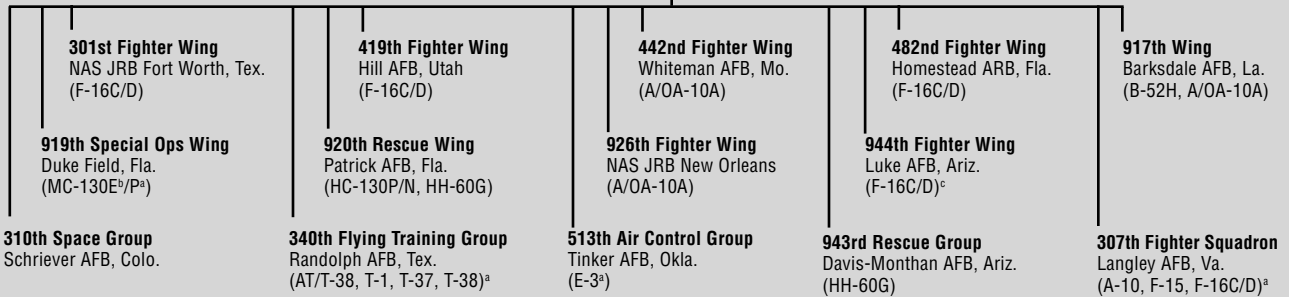 301st Fighter Wing
NAS JRB Fort Worth, Tex.
(F-16C/D)
419th Fighter Wing
Hill AFB, Utah
(F-16C/D)
442nd Fighter Wing
Whiteman AFB, Mo.
(A/OA-10A)
482nd Fighter Wing
Homestead ARB, Fla.
(F-16C/D)
917th Wing
Barksdale AFB, La.
(B-52H, A/OA-10A)
919th Special Ops Wing
Duke Field, Fla.
(MC-130Eᵇ/Pᵃ)
920th Rescue Wing
Patrick AFB, Fla.
(HC-130P/N, HH-60G)
926th Fighter Wing
NAS JRB New Orleans
(A/OA-10A)
944th Fighter Wing
Luke AFB, Ariz.
(F-16C/D)ᶜ
310th Space Group
Schriever AFB, Colo.
340th Flying Training Group
Randolph AFB, Tex.
(AT/T-38, T-1, T-37, T-38)ᵃ
513th Air Control Group
Tinker AFB, Okla.
(E-3ᵃ)
943rd Rescue Group
Davis-Monthan AFB, Ariz.
(HH-60G)
307th Fighter Squadron
Langley AFB, Va.
(A-10, F-15, F-16C/D)ᵃ